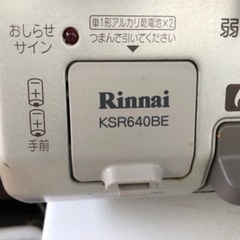 おしらせ
サイン
単1形アルカリ乾電池×2
つまんで引いてください
弱
手前
Rinnai
KSR640BE